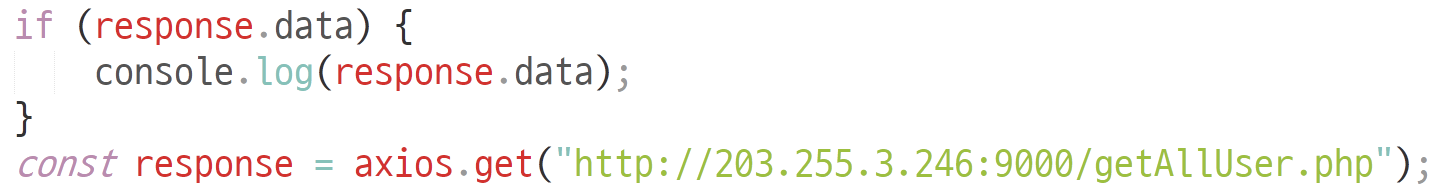 if (response.data) {
    console.log(response.data);
}
const response = axios.get("http://203.255.3.246:9000/getAllUser.php");